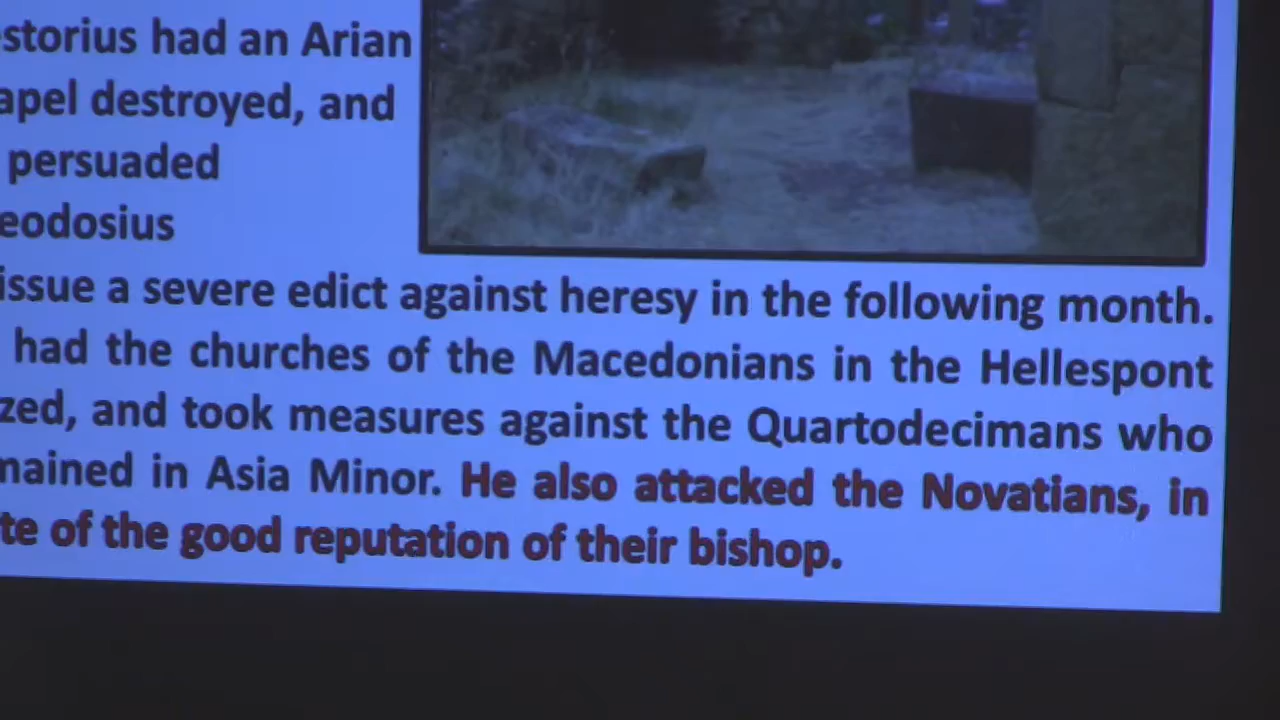 storius had an Arian
apel destroyed, and
persuaded
eodosius
issue a severe edict against heresy in the following month.
had the churches of the Macedonians in the Hellespont
zed, and took measures against the Quartodecimans who
mained in Asia Minor. He also attacked the Novatians, in
te of the good reputation of their bishop.